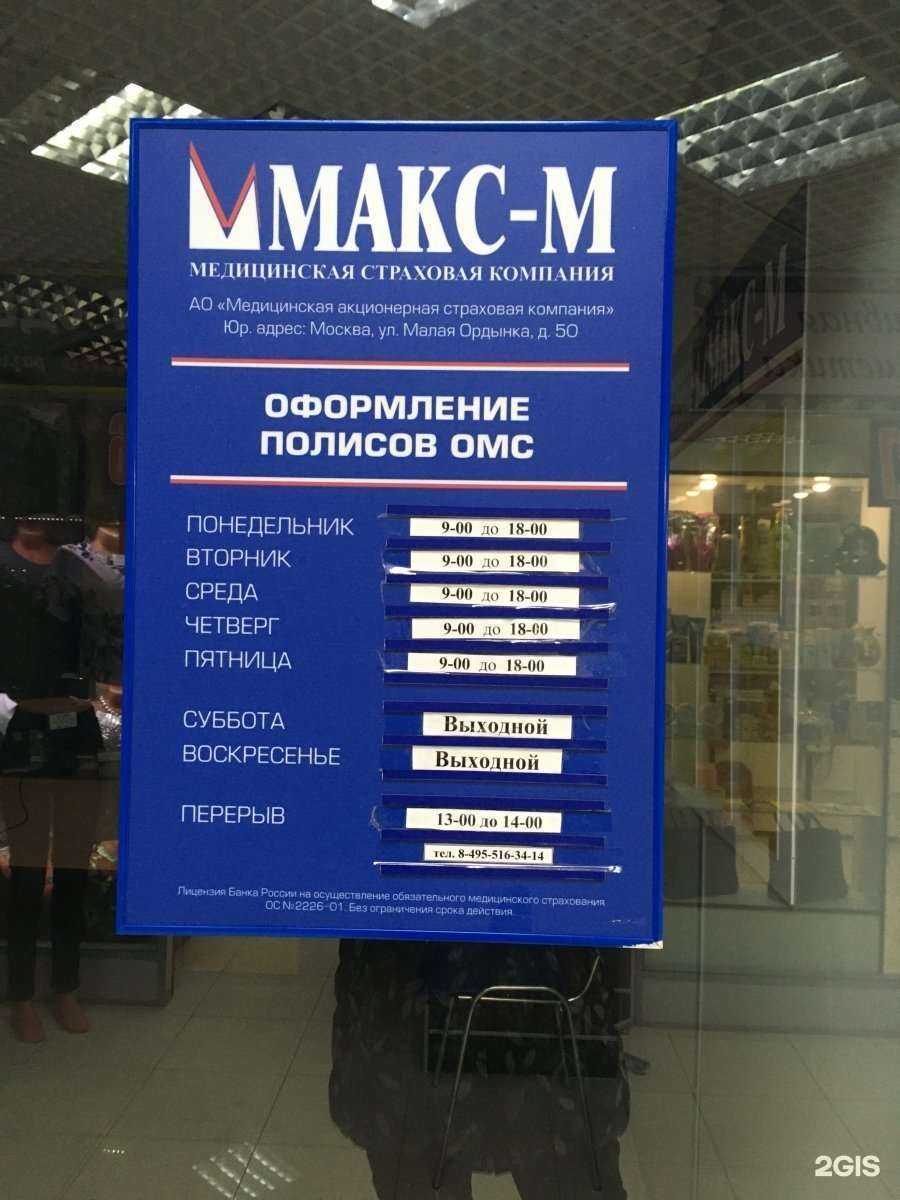 МАКС-М
МЕДИЦИНСКАЯ СТРАХОВАЯ КОМПАНИЯ
АО «Медицинская акционерная страховая компания»
Юр. адрес: Москва, ул. Малая Ордынка, д. 50
ОФОРМЛЕНИЕ
ПОЛИСОВ ОМС
ПОНЕДЕЛЬНИК 9-00 до 18-00
ВТОРНИК 9-00 до 18-00
СРЕДА 9-00 до 18-00
ЧЕТВЕРГ 9-00 до 18-00
ПЯТНИЦА 9-00 до 18-00
СУББОТА Выходной
ВОСКРЕСЕНЬЕ Выходной
ПЕРЕРЫВ 13-00 до 14-00
тел. 8-495-516-34-14
Лицензия Банка России на осуществление обязательного медицинского страхования
ОС №2226-01. Без ограничения срока действия.
МАКС-М
2GIS